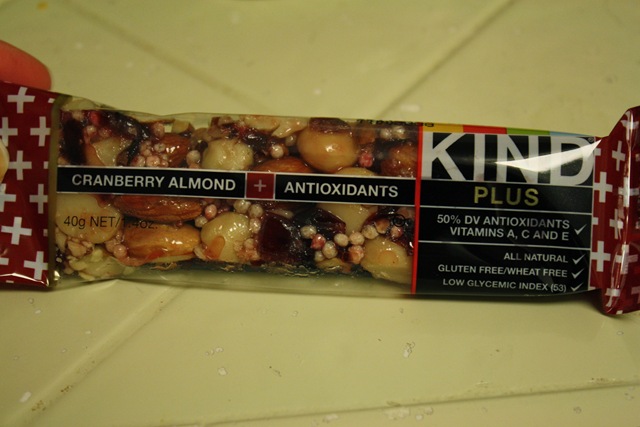 CRANBERRY ALMOND + ANTIOXIDANTS
40g NET
KIND
PLUS
50% DV ANTIOXIDANTS
VITAMINS A, C AND E ✓
ALL NATURAL ✓
GLUTEN FREE/WHEAT FREE ✓
LOW GLYCEMIC INDEX (53) ✓